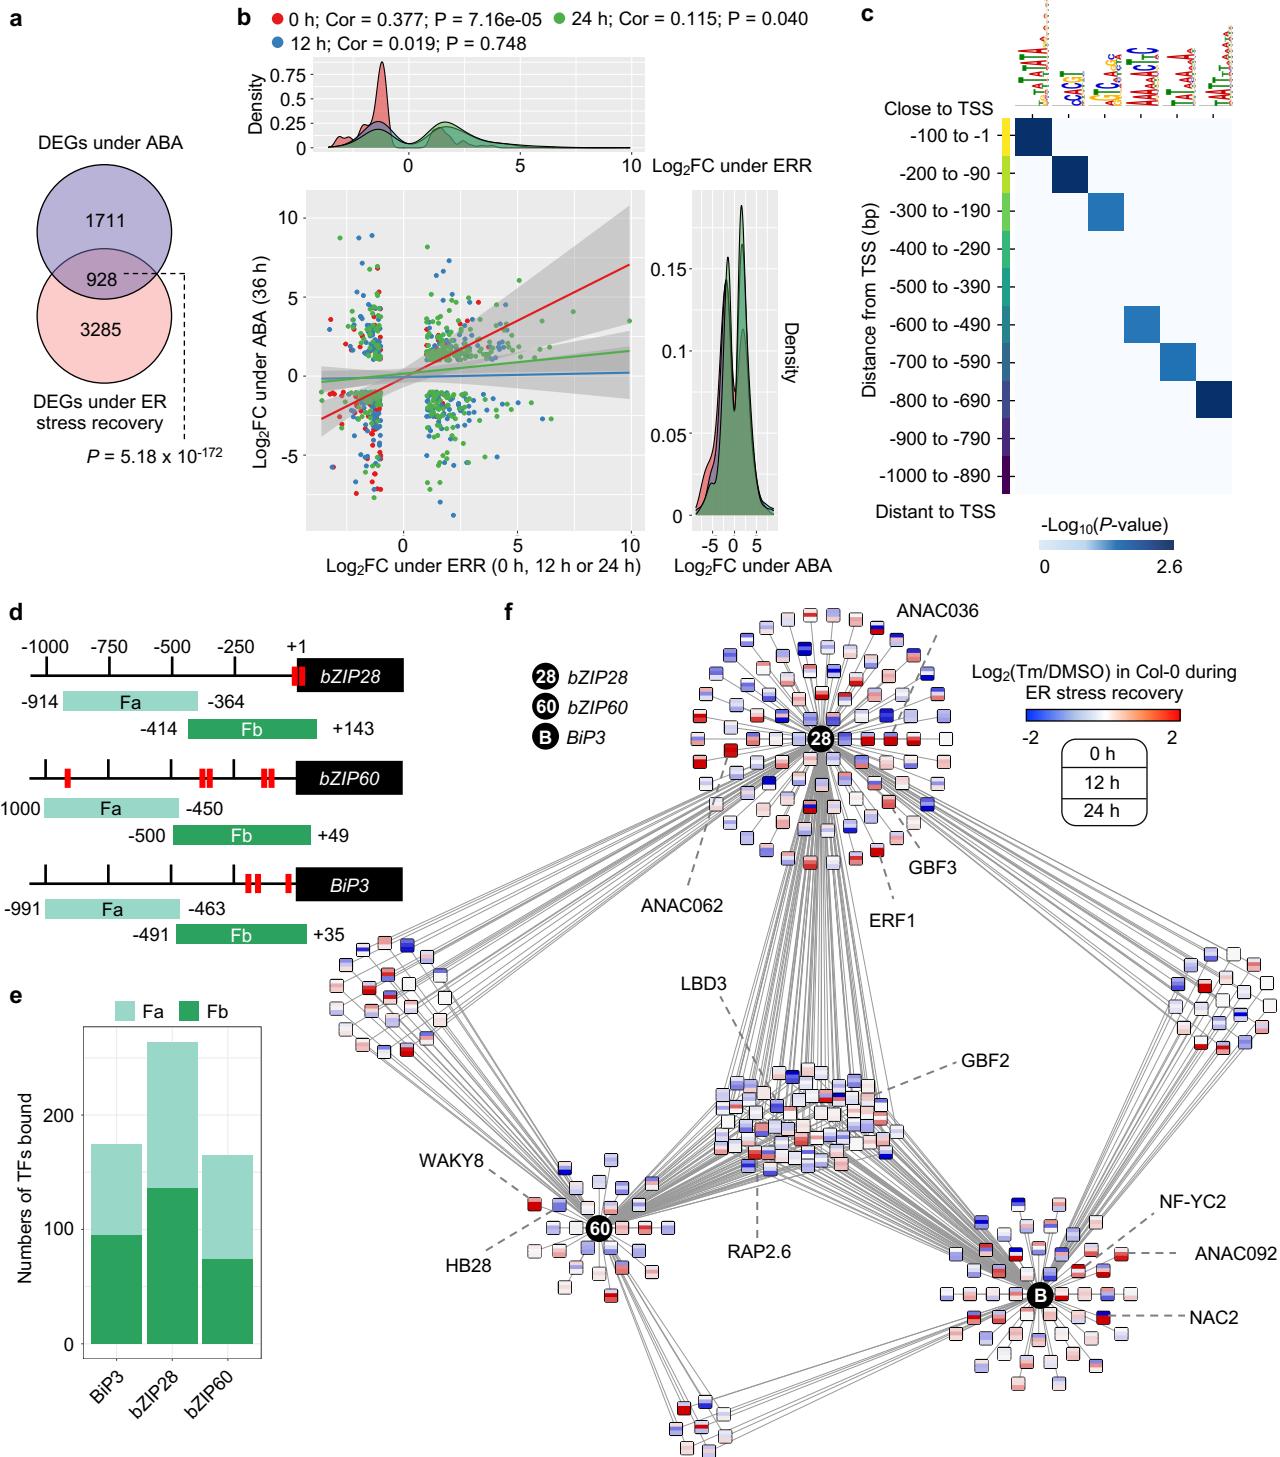 a
DEGs under ABA
1711
928
3285
DEGs under ER
stress recovery
P = 5.18 x 10-172
b
0 h; Cor = 0.377; P = 7.16e-05
24 h; Cor = 0.115; P = 0.040
12 h; Cor = 0.019; P = 0.748
Density
0.75
0.5
0.25
0
0 5 10
Log2FC under ERR
Log2FC under ABA (36 h)
10
5
0
-5
0 5 10
Log2FC under ERR (0 h, 12 h or 24 h)
0.15
0.1
0.05
0
Density
-5 0 5
Log2FC under ABA
c
Close to TSS
Distance from TSS (bp)
-100 to -1
-200 to -90
-300 to -190
-400 to -290
-500 to -390
-600 to -490
-700 to -590
-800 to -690
-900 to -790
-1000 to -890
Distant to TSS
-Log10(P-value)
0 2.6
d
-1000 -750 -500 -250 +1
bZIP28
-914 Fa -364
-414 Fb +143
bZIP60
1000 Fa -450
-500 Fb +49
BiP3
-991 Fa -463
-491 Fb +35
e
Fa Fb
Numbers of TFs bound
200
100
0
BiP3
bZIP28
bZIP60
f
28 bZIP28
60 bZIP60
B BiP3
Log2(Tm/DMSO) in Col-0 during
ER stress recovery
-2 2
0 h
12 h
24 h
ANAC036
28
GBF3
ANAC062
ERF1
LBD3
GBF2
WAKY8
60
HB28
RAP2.6
NF-YC2
ANAC092
B
NAC2